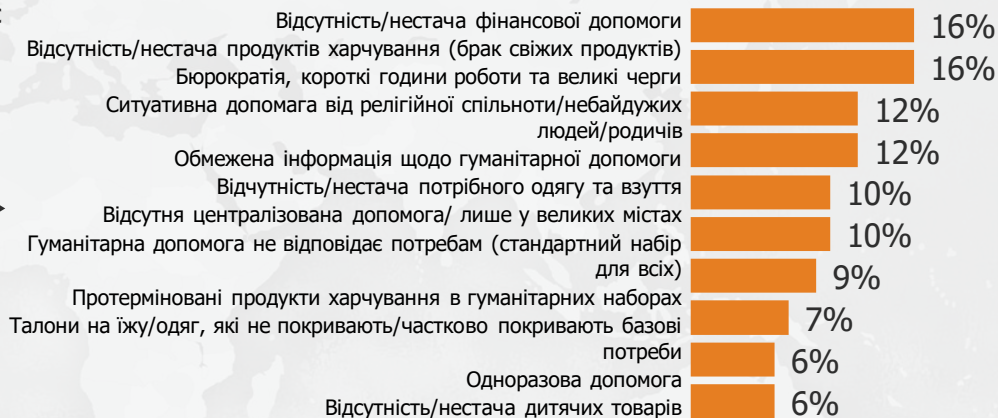 Відсутність/нестача фінансової допомоги
16%
Відсутність/нестача продуктів харчування (брак свіжих продуктів)
16%
Бюрократія, короткі години роботи та великі черги
Ситуативна допомога від релігійної спільноти/небайдужих
12%
людей/родичів
Обмежена інформація щодо гуманітарної допомоги
12%
Відчутність/нестача потрібного одягу та взуття
10%
Відсутня централізована допомога/ лише у великих містах
10%
Гуманітарна допомога не відповідає потребам (стандартний набір
для всіх)
9%
Протерміновані продукти харчування в гуманітарних наборах
7%
Талони на їжу/одяг, які не покривають/частково покривають базові
потреби
6%
Одноразова допомога
Відсутність/нестача дитячих товарів
6%